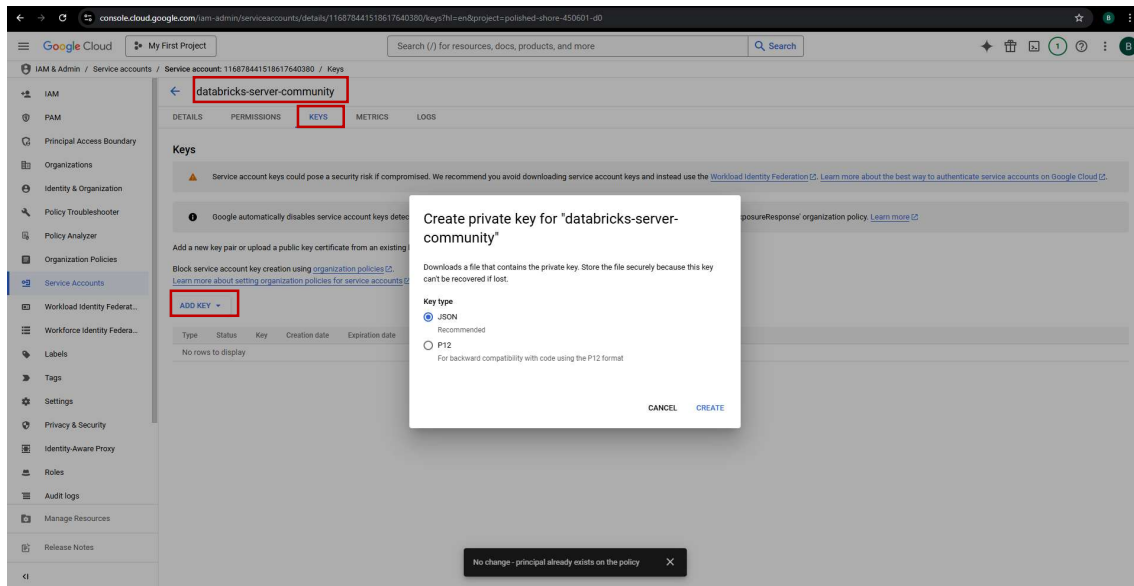 console.cloud.google.com/iam-admin/serviceaccounts/details/116878441518617640380/keys?hl=en&project=polished-shore-450601-d0
B
Google Cloud
My First Project
Search (/) for resources, docs, products, and more
Search
1
B
IAM & Admin / Service accounts / Service account: 116878441518617640380 / Keys
IAM
PAM
Principal Access Boundary
Organizations
Identity & Organization
Policy Troubleshooter
Policy Analyzer
Organization Policies
Service Accounts
Workload Identity Federat...
Workforce Identity Federa...
Labels
Tags
Settings
Privacy & Security
Identity-Aware Proxy
Roles
Audit logs
Manage Resources
Release Notes
databricks-server-community
DETAILS PERMISSIONS KEYS METRICS LOGS
Keys
Service account keys could pose a security risk if compromised. We recommend you avoid downloading service account keys and instead use the Workload Identity Federation. Learn more about the best way to authenticate service accounts on Google Cloud.
Google automatically disables service account keys detec
posureResponse' organization policy. Learn more
Add a new key pair or upload a public key certificate from an existing
Block service account key creation using organization policies.
Learn more about setting organization policies for service accounts
ADD KEY
Type Status Key Creation date Expiration date
No rows to display
Create private key for "databricks-server-
community"
Downloads a file that contains the private key. Store the file securely because this key
can't be recovered if lost.
Key type
JSON
Recommended
P12
For backward compatibility with code using the P12 format
CANCEL CREATE
No change - principal already exists on the policy